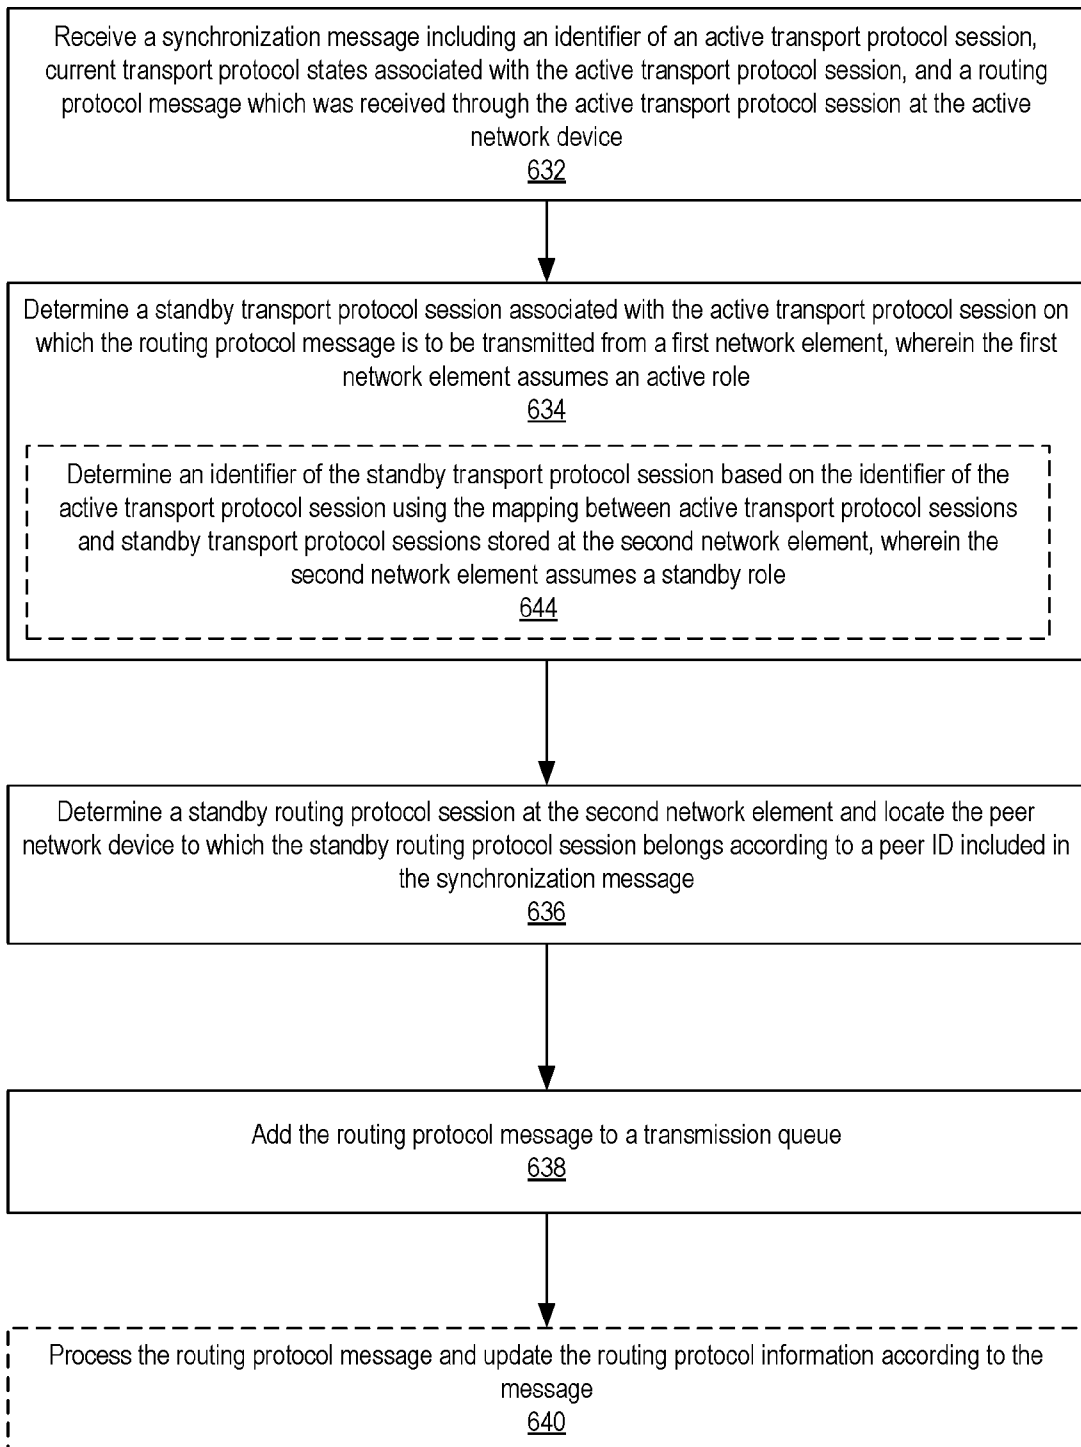 Receive a synchronization message including an identifier of an active transport protocol session,
current transport protocol states associated with the active transport protocol session, and a routing
protocol message which was received through the active transport protocol session at the active
network device
632
Determine a standby transport protocol session associated with the active transport protocol session on
which the routing protocol message is to be transmitted from a first network element, wherein the first
network element assumes an active role
634
Determine an identifier of the standby transport protocol session based on the identifier of the
active transport protocol session using the mapping between active transport protocol sessions
and standby transport protocol sessions stored at the second network element, wherein the
second network element assumes a standby role
644
Determine a standby routing protocol session at the second network element and locate the peer
network device to which the standby routing protocol session belongs according to a peer ID included in
the synchronization message
636
Add the routing protocol message to a transmission queue
638
Process the routing protocol message and update the routing protocol information according to the
message
640